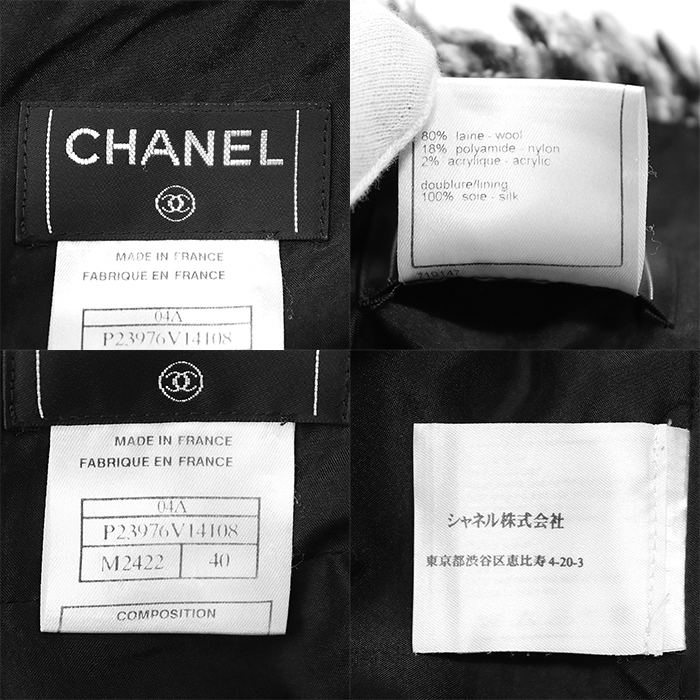 CHANEL
MADE IN FRANCE
FABRIQUE EN FRANCE
04A
P23976V14108
80% laine - wool
18% polyamide - nylon
2% acrylique - acrylic
doublure/lining
100% soie - silk
MADE IN FRANCE
FABRIQUE EN FRANCE
04A
P23976V14108
M2422 40
COMPOSITION
シャネル株式会社
東京都渋谷区恵比寿4-20-3